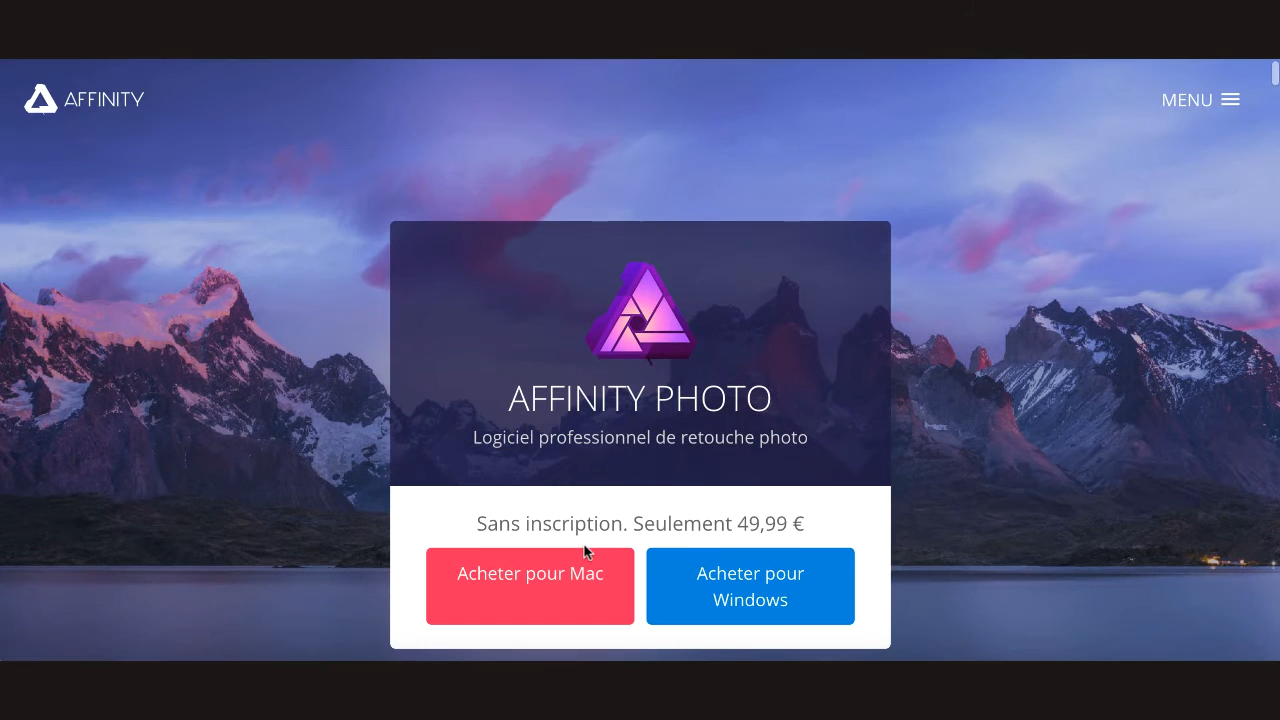 AFFINITY
MENU
AFFINITY PHOTO
Logiciel professionnel de retouche photo
Sans inscription. Seulement 49,99 €
Acheter pour Mac
Acheter pour
Windows